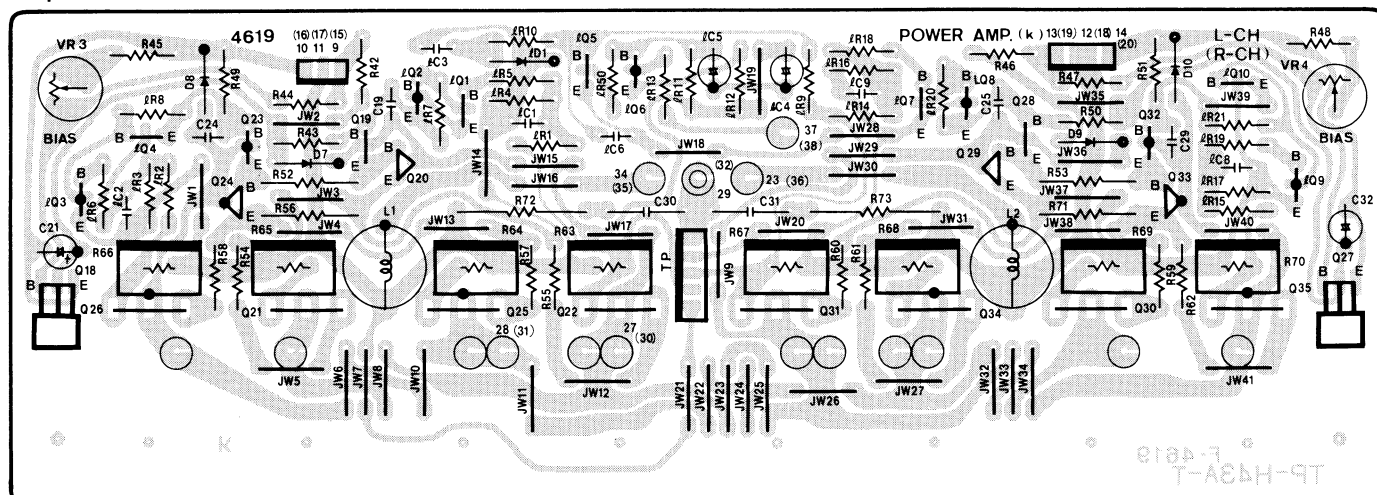 VR 3
R45
4619
(16) (17) (15)
10 11 9
ℓC3
ℓR10
ℓD1
ℓQ5
ℓC5
ℓR18
POWER AMP. (k) 13(19) 12 (18) 14 (20)
L-CH
(R-CH)
R48
D8
R49
R42
ℓR5
ℓR4
B
E
ℓR50
B
E
ℓQ6
ℓR13
ℓR11
ℓR12
JW19
ℓC4
ℓR9
ℓR16
ℓC9
ℓR14
R46
LQ8
R47
JW35
R51
D10
ℓQ10
B E
JW39
VR4
R44
JW2
C19
ℓQ2
B
E
ℓQ1
ℓR7
B
E
ℓC1
ℓQ7
B
E
ℓR20
B
E
C25
Q28
B
E
R50
ℓR21
BIAS
ℓR8
C24
Q23
B
E
R43
Q19
B
E
ℓR1
ℓC6
37
(38)
JW28
D9
Q32
B
E
C29
ℓR19
BIAS
B E
ℓQ4
D7
JW14
JW15
JW18
JW29
JW36
ℓC8
R52
B
E
Q20
JW16
34
(35)
(32)
29
23 (36)
JW30
Q29
B
E
R53
Q33
B
E
ℓR17
B
E
ℓQ9
B
E
ℓQ3
ℓR6
ℓC2
ℓR3
ℓR2
JW1
Q24
B
E
JW3
JW37
ℓR15
C32
R56
L1
R72
C30
C31
R73
L2
R71
C21
JW4
JW13
JW17
JW20
JW31
JW38
JW40
R66
R65
R64
R63
TP
R67
R68
R69
R70
Q18
B E
R58
R54
R57
R55
JW9
R60
R61
R59
R62
Q27
B E
Q26
Q21
Q25
Q22
Q31
Q34
Q30
Q35
28 (31)
27
(30)
JW5
JW6
JW7
JW8
JW10
JW11
JW12
JW21
JW22
JW23
JW24
JW25
JW26
JW27
JW32
JW33
JW34
JW41
K
F-4619
TP-H43A-T